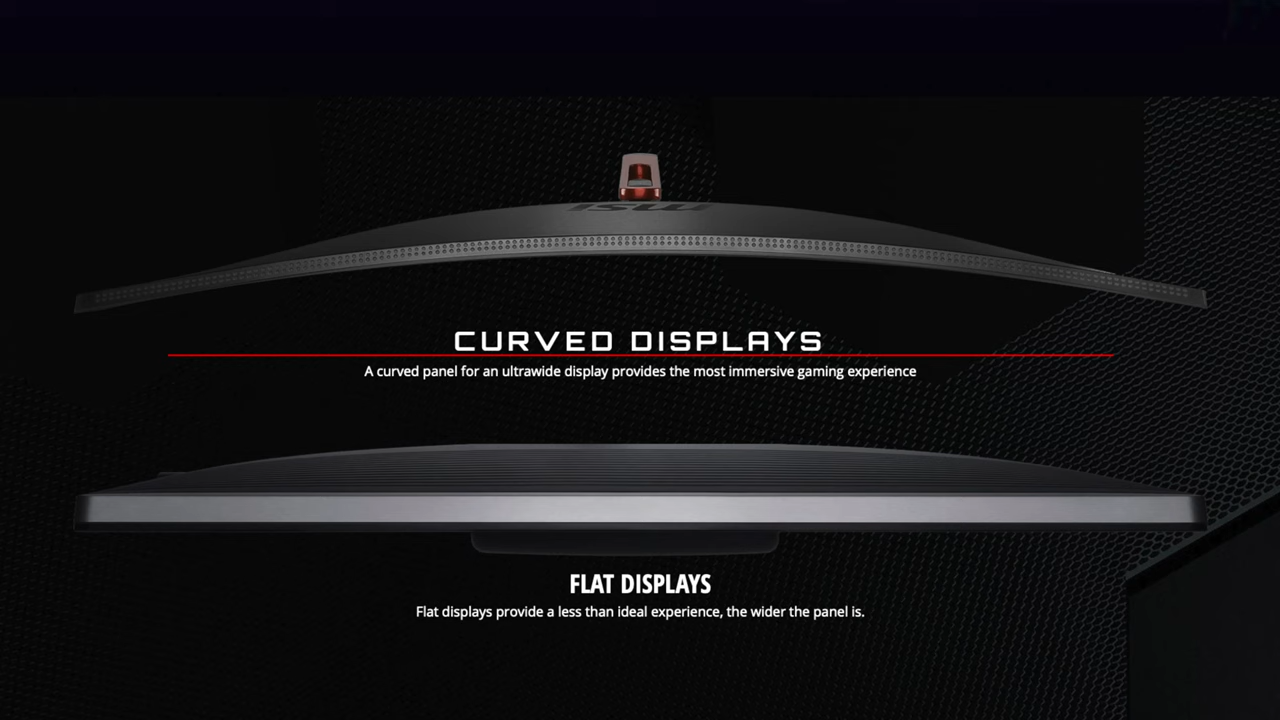 msi
CURVED DISPLAYS
A curved panel for an ultrawide display provides the most immersive gaming experience
FLAT DISPLAYS
Flat displays provide a less than ideal experience, the wider the panel is.